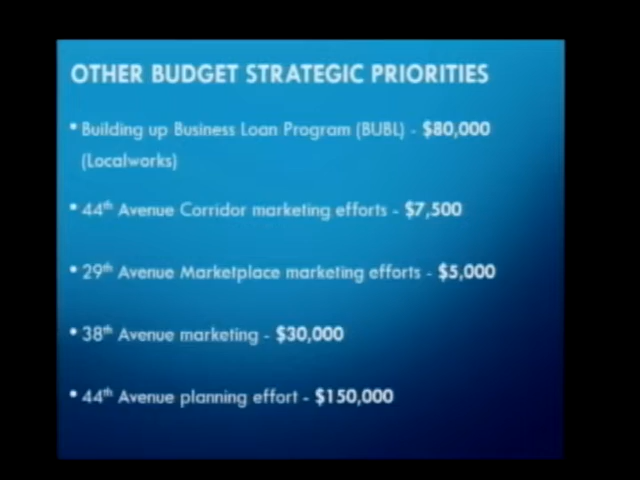 OTHER BUDGET STRATEGIC PRIORITIES
• Building up Business Loan Program (BUBL) - $80,000
(Localworks)
• 44th Avenue Corridor marketing efforts - $7,500
• 29th Avenue Marketplace marketing efforts - $5,000
• 38th Avenue marketing - $30,000
• 44th Avenue planning effort - $150,000